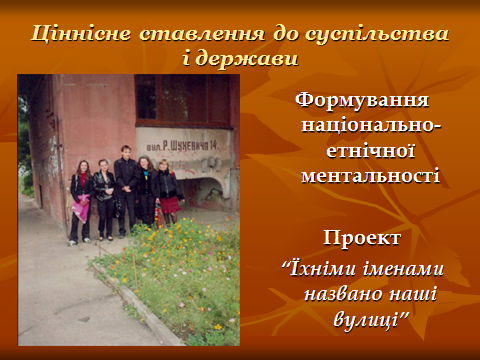 Ціннісне ставлення до суспільства
і держави
вул. Р. Шухевича 14
Формування
національно-
етнічної
ментальності
Проект
“Їхніми іменами
названо наші
вулиці”